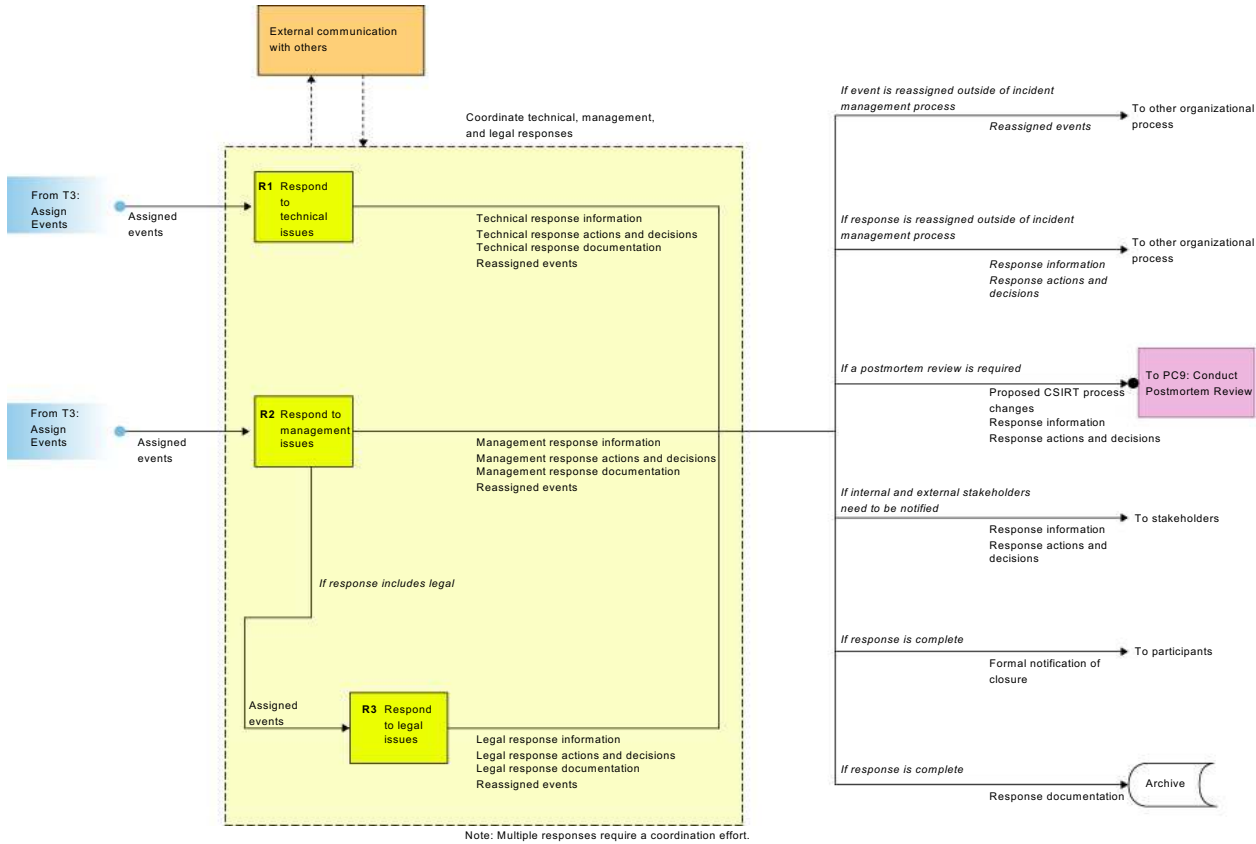 External communication
with others
Coordinate technical, management,
and legal responses
From T3:
Assign
Events
Assigned
events
R1 Respond
to
technical
issues
Technical response information
Technical response actions and decisions
Technical response documentation
Reassigned events
From T3:
Assign
Events
Assigned
events
R2 Respond to
management
issues
Management response information
Management response actions and decisions
Management response documentation
Reassigned events
If response includes legal
Assigned
events
R3 Respond
to legal
issues
Legal response information
Legal response actions and decisions
Legal response documentation
Reassigned events
Note: Multiple responses require a coordination effort.
If event is reassigned outside of incident
management process
Reassigned events
To other organizational
process
If response is reassigned outside of incident
management process
Response information
Response actions and
decisions
To other organizational
process
If a postmortem review is required
Proposed CSIRT process
changes
Response information
Response actions and decisions
To PC9: Conduct
Postmortem Review
If internal and external stakeholders
need to be notified
Response information
Response actions and
decisions
To stakeholders
If response is complete
Formal notification of
closure
To participants
If response is complete
Response documentation
Archive